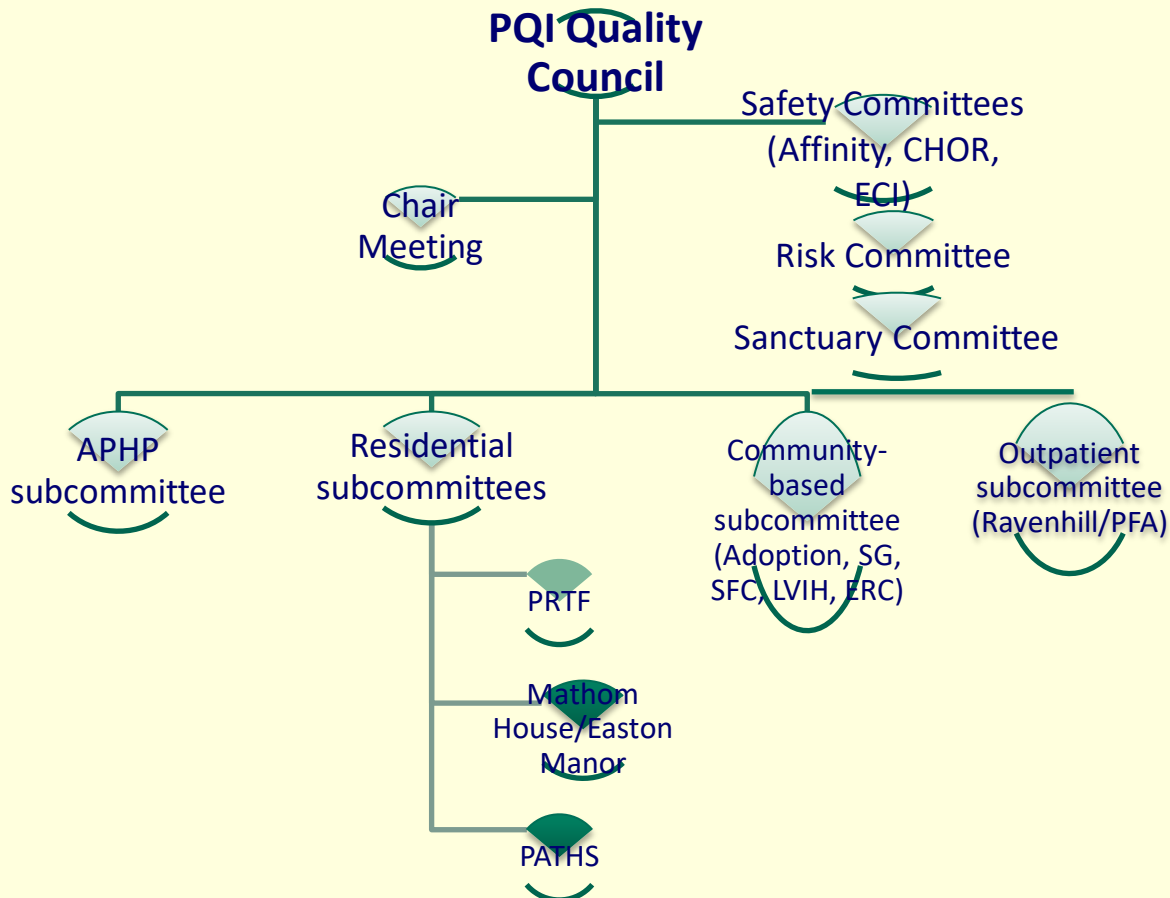 PQI Quality
Council
Safety Committees
(Affinity, CHOR,
ECI)
Chair
Meeting
Risk Committee
Sanctuary Committee
APHP
subcommittee
Residential
subcommittees
Community-
based
subcommittee
(Adoption, SG,
SFC, LVIH, ERC)
Outpatient
subcommittee
(Ravenhill/PFA)
PRTF
Mathom
House/Easton
Manor
PATHS